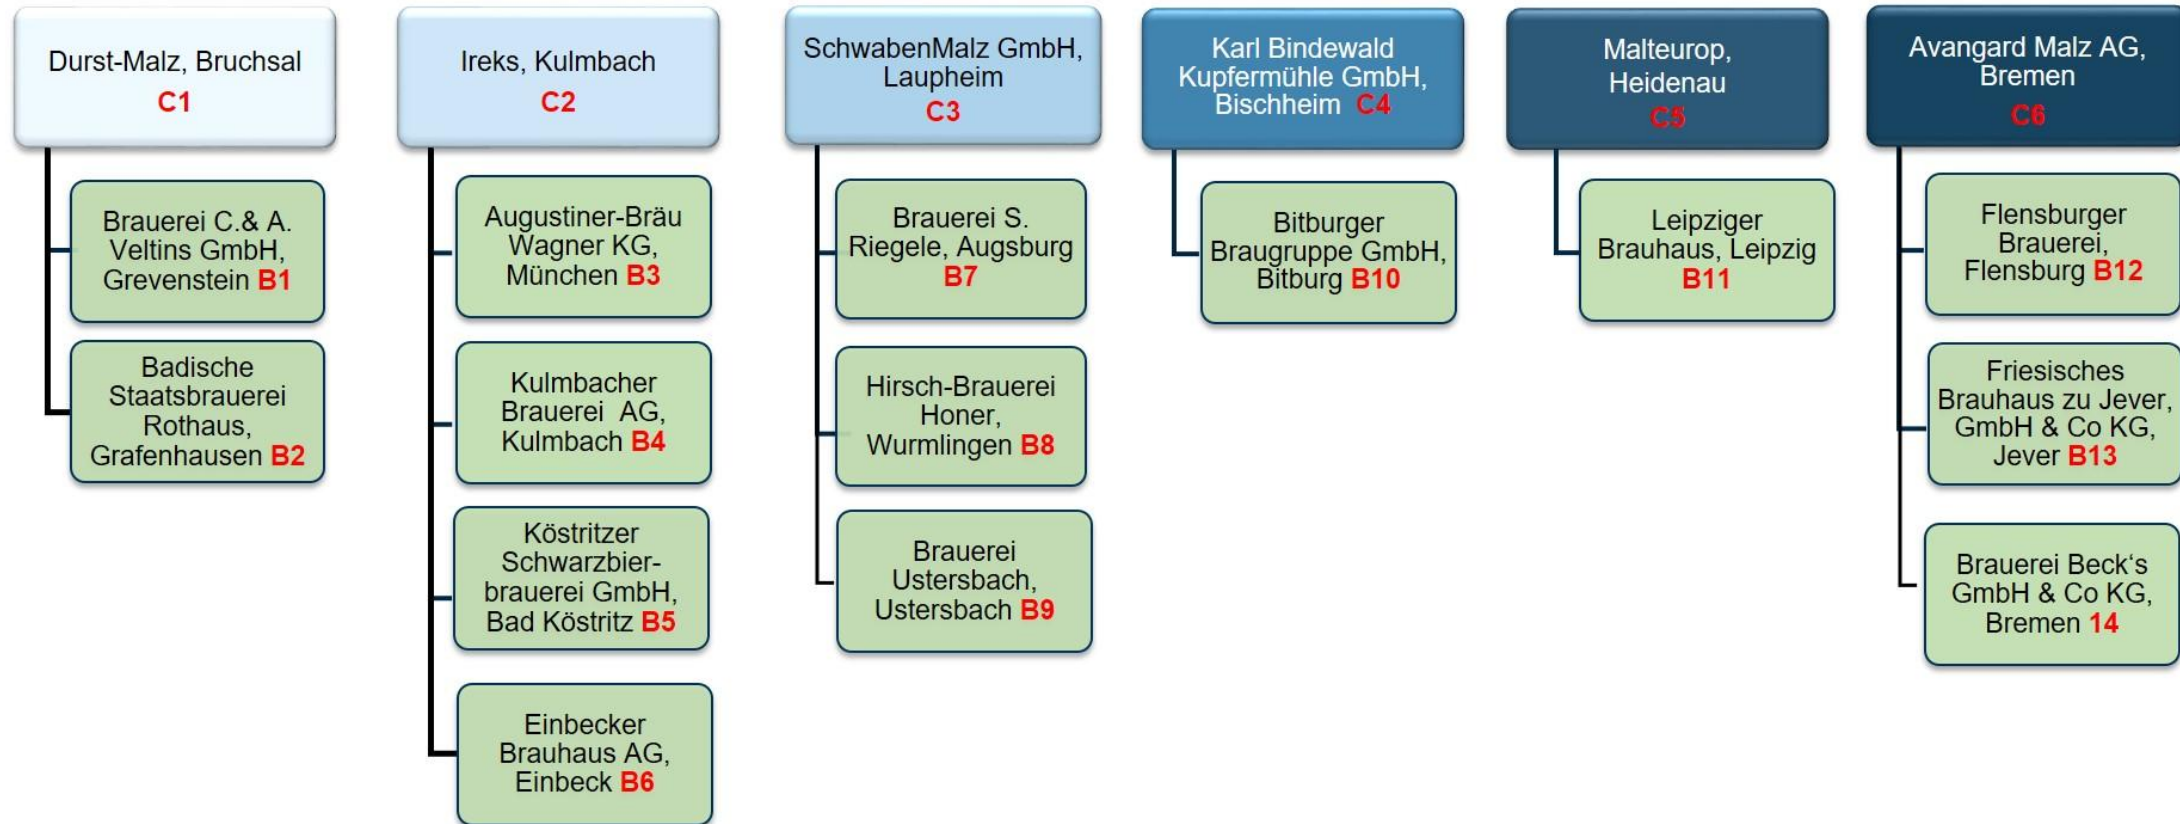 Durst-Malz, Bruchsal
C1
Brauerei C.& A.
Veltins GmbH,
Grevenstein B1
Badische
Staatsbrauerei
Rothaus,
Grafenhausen B2
Ireks, Kulmbach
C2
Augustiner-Bräu
Wagner KG,
München B3
Kulmbacher
Brauerei AG,
Kulmbach B4
Köstritzer
Schwarzbier-
brauerei GmbH,
Bad Köstritz B5
Einbecker
Brauhaus AG,
Einbeck B6
SchwabenMalz GmbH,
Laupheim
C3
Brauerei S.
Riegele, Augsburg
B7
Hirsch-Brauerei
Honer,
Wurmlingen B8
Brauerei
Ustersbach,
Ustersbach B9
Karl Bindewald
Kupfermühle GmbH,
Bischheim C4
Bitburger
Braugruppe GmbH,
Bitburg B10
Malteurop,
Heidenau
C5
Leipziger
Brauhaus, Leipzig
B11
Avangard Malz AG,
Bremen
C6
Flensburger
Brauerei,
Flensburg B12
Friesisches
Brauhaus zu Jever,
GmbH & Co KG,
Jever B13
Brauerei Beck‘s
GmbH & Co KG,
Bremen 14